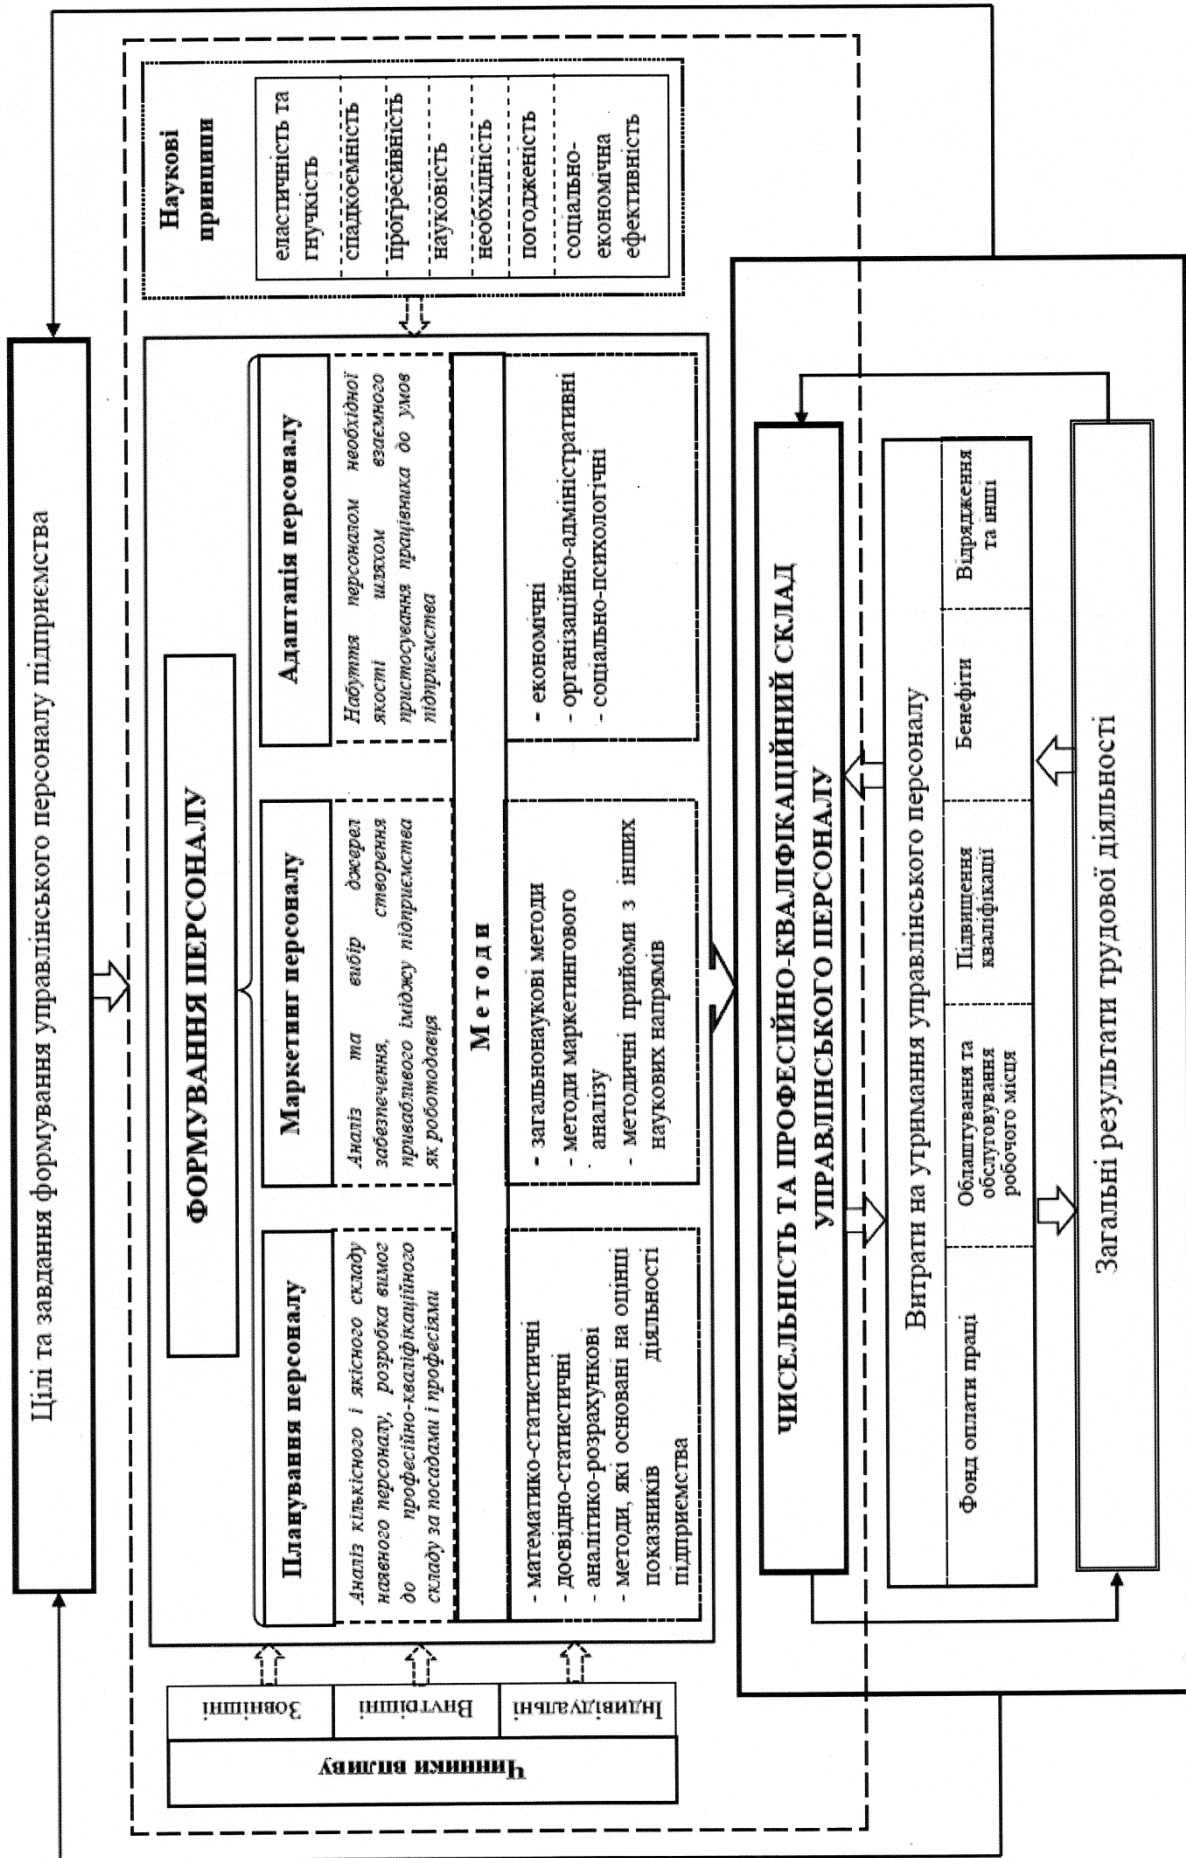 Цілі та завдання формування управлінського персоналу підприємства
ФОРМУВАННЯ ПЕРСОНАЛУ
Чинники впливу
Зовнішні
Внутрішні
Індивідуальні
Планування персоналу
Аналіз кількісного і якісного складу
наявного персоналу, розробка вимог
до професійно-кваліфікаційного
складу за посадами і професіями
Маркетинг персоналу
Аналіз та вибір джерел
забезпечення, створення
привабливого іміджу підприємства
як роботодавця
Адаптація персоналу
Набуття персоналом необхідної
якості шляхом взаємного
пристосування працівника до умов
підприємства
Методи
- математико-статистичні
- досвідно-статистичні
- аналітико-розрахункові
- методи, які основані на оцінці
показників діяльності
підприємства
- загальнонаукові методи
- методи маркетингового
аналізу
- методичні прийоми з інших
наукових напрямів
- економічні
- організаційно-адміністративні
- соціально-психологічні
Наукові
принципи
еластичність та
гнучкість
спадкоємність
прогресивність
науковість
необхідність
погодженість
соціально-
економічна
ефективність
ЧИСЕЛЬНІСТЬ ТА ПРОФЕСІЙНО-КВАЛІФІКАЦІЙНИЙ СКЛАД
УПРАВЛІНСЬКОГО ПЕРСОНАЛУ
Витрати на утримання управлінського персоналу
Фонд оплати праці
Облаштування та
обслуговування
робочого місця
Підвищення
кваліфікації
Бенефіти
Відрядження
та інші
Загальні результати трудової діяльності